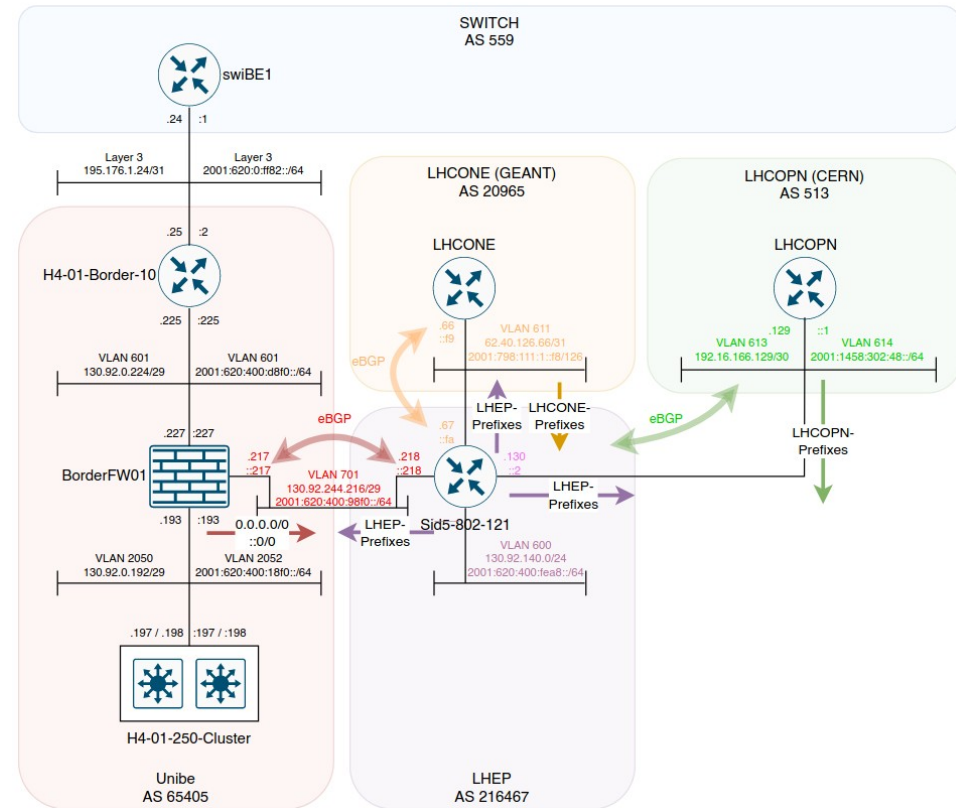 SWITCH
AS 559
swiBE1
.24 :1
Layer 3
195.176.1.24/31
Layer 3
2001:620:0:ff82::/64
LHCONE (GEANT)
AS 20965
LHCOPN (CERN)
AS 513
.25 :2
H4-01-Border-10
.225 :225
LHCONE
LHCOPN
.66
::f9
VLAN 611
62.40.126.66/31
2001:798:111:1::f8/126
.129 ::1
VLAN 613
192.16.166.129/30
VLAN 614
2001:1458:302:48::/64
VLAN 601
130.92.0.224/29
VLAN 601
2001:620:400:d8f0::/64
eBGP
LHEP-
Prefixes
LHCONE-
Prefixes
eBGP
LHCOPN-
Prefixes
.227 :227
BorderFW01
.217
::217
eBGP
.218
::218
.67
::fa
.130
::2
VLAN 701
130.92.244.216/29
2001:620:400:98f0::/64
LHEP-
Prefixes
Sid5-802-121
.193 :193
0.0.0.0/0
::0/0
LHEP-
Prefixes
VLAN 600
130.92.140.0/24
2001:620:400:fea8::/64
VLAN 2050
130.92.0.192/29
VLAN 2052
2001:620:400:18f0::/64
.197 / .198 :197 / :198
H4-01-250-Cluster
Unibe
AS 65405
LHEP
AS 216467